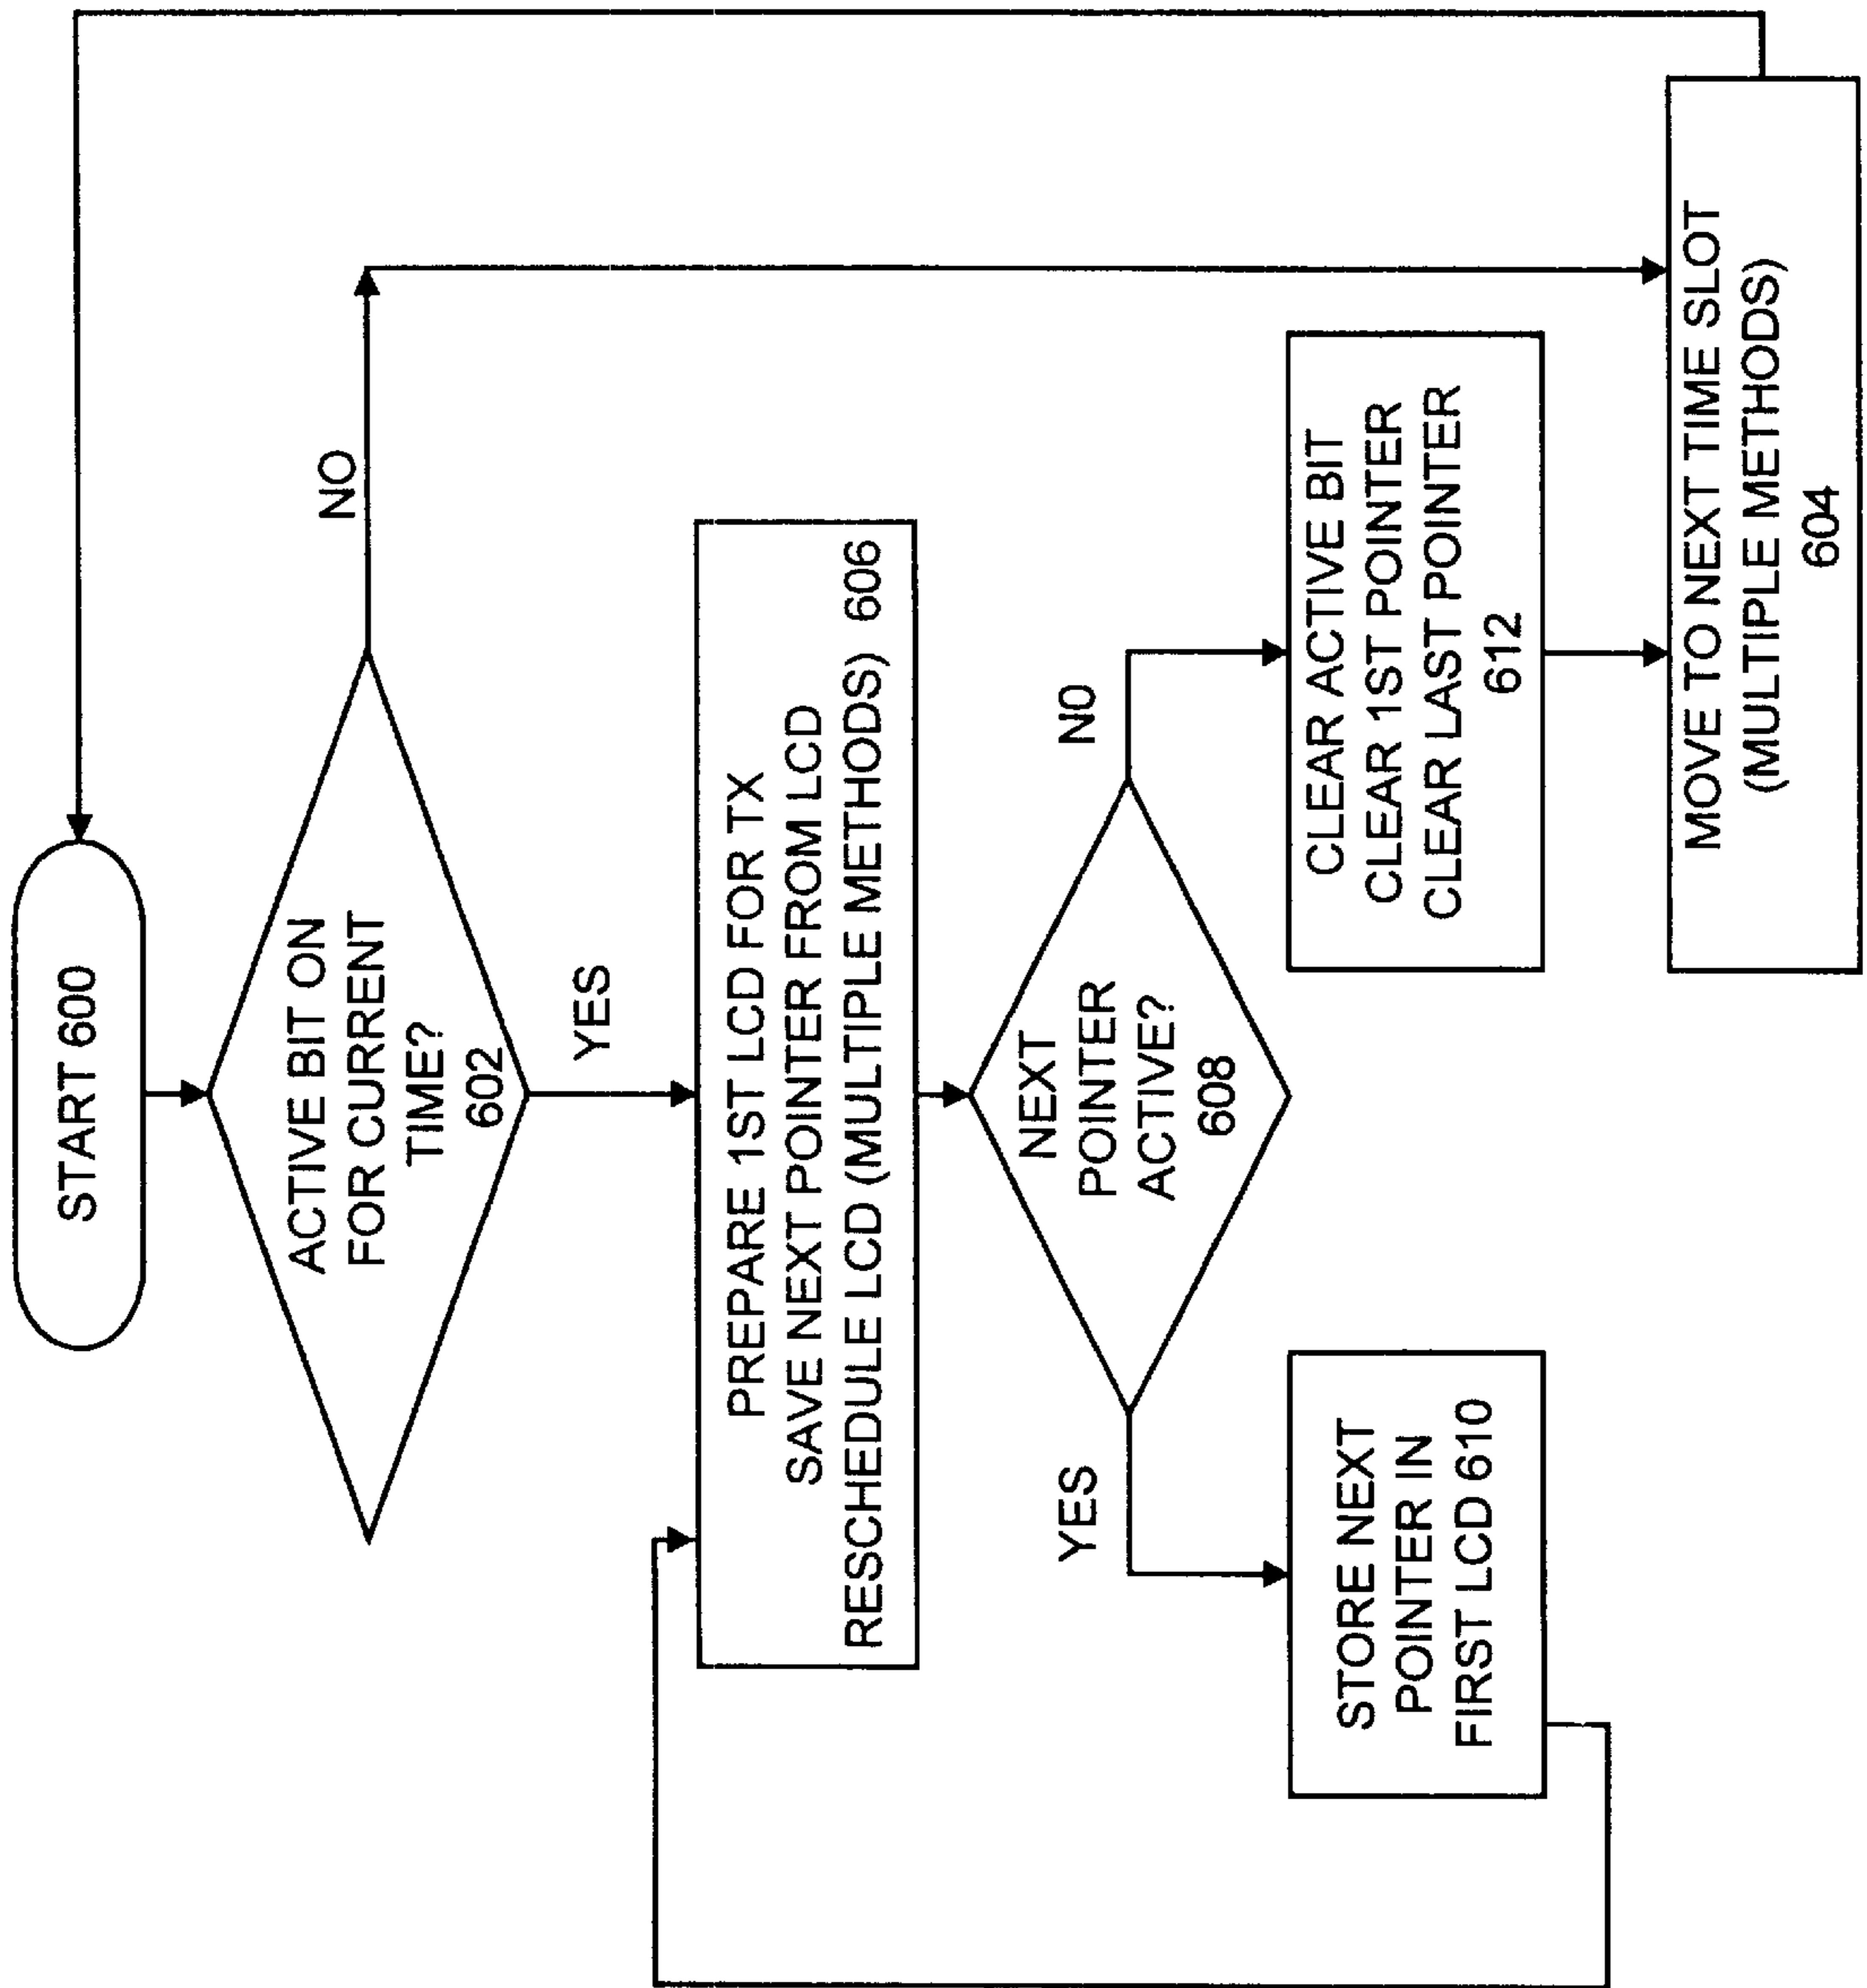 START 600
ACTIVE BIT ON
FOR CURRENT
TIME?
602
NO
YES
PREPARE 1ST LCD FOR TX
SAVE NEXT POINTER FROM LCD
RESCHEDULE LCD (MULTIPLE METHODS) 606
NEXT
POINTER
ACTIVE?
608
YES
NO
STORE NEXT
POINTER IN
FIRST LCD 610
CLEAR ACTIVE BIT
CLEAR 1ST POINTER
CLEAR LAST POINTER
612
MOVE TO NEXT TIME SLOT
(MULTIPLE METHODS)
604